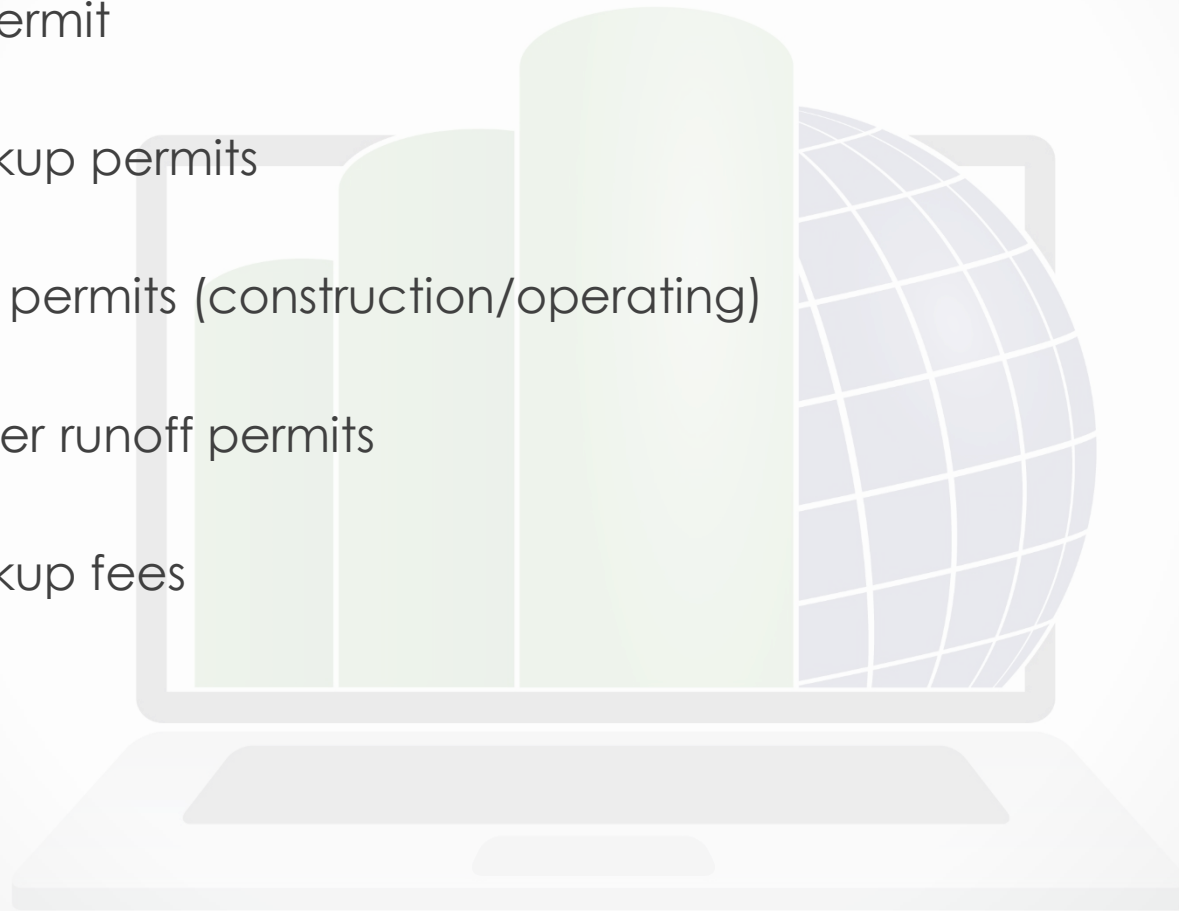 ermit
kup permits
permits (construction/operating)
er runoff permits
kup fees